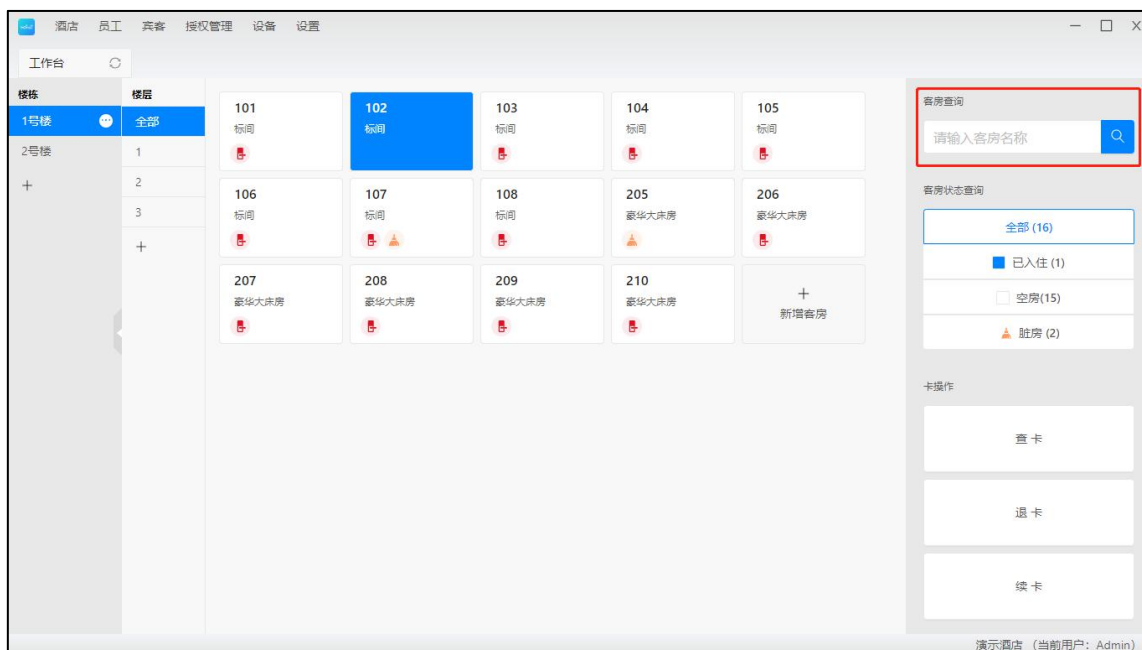 酒店 员工 宾客 授权管理 设备 设置
工作台
楼栋
1号楼
2号楼
+
楼层
全部
1
2
3
+
101
标间
102
标间
103
标间
104
标间
105
标间
106
标间
107
标间
108
标间
205
豪华大床房
206
豪华大床房
207
豪华大床房
208
豪华大床房
209
豪华大床房
210
豪华大床房
+
新增客房
客房查询
请输入客房名称
客房状态查询
全部 (16)
已入住 (1)
空房(15)
脏房 (2)
卡操作
查卡
退卡
续卡
演示酒店 (当前用户: Admin)